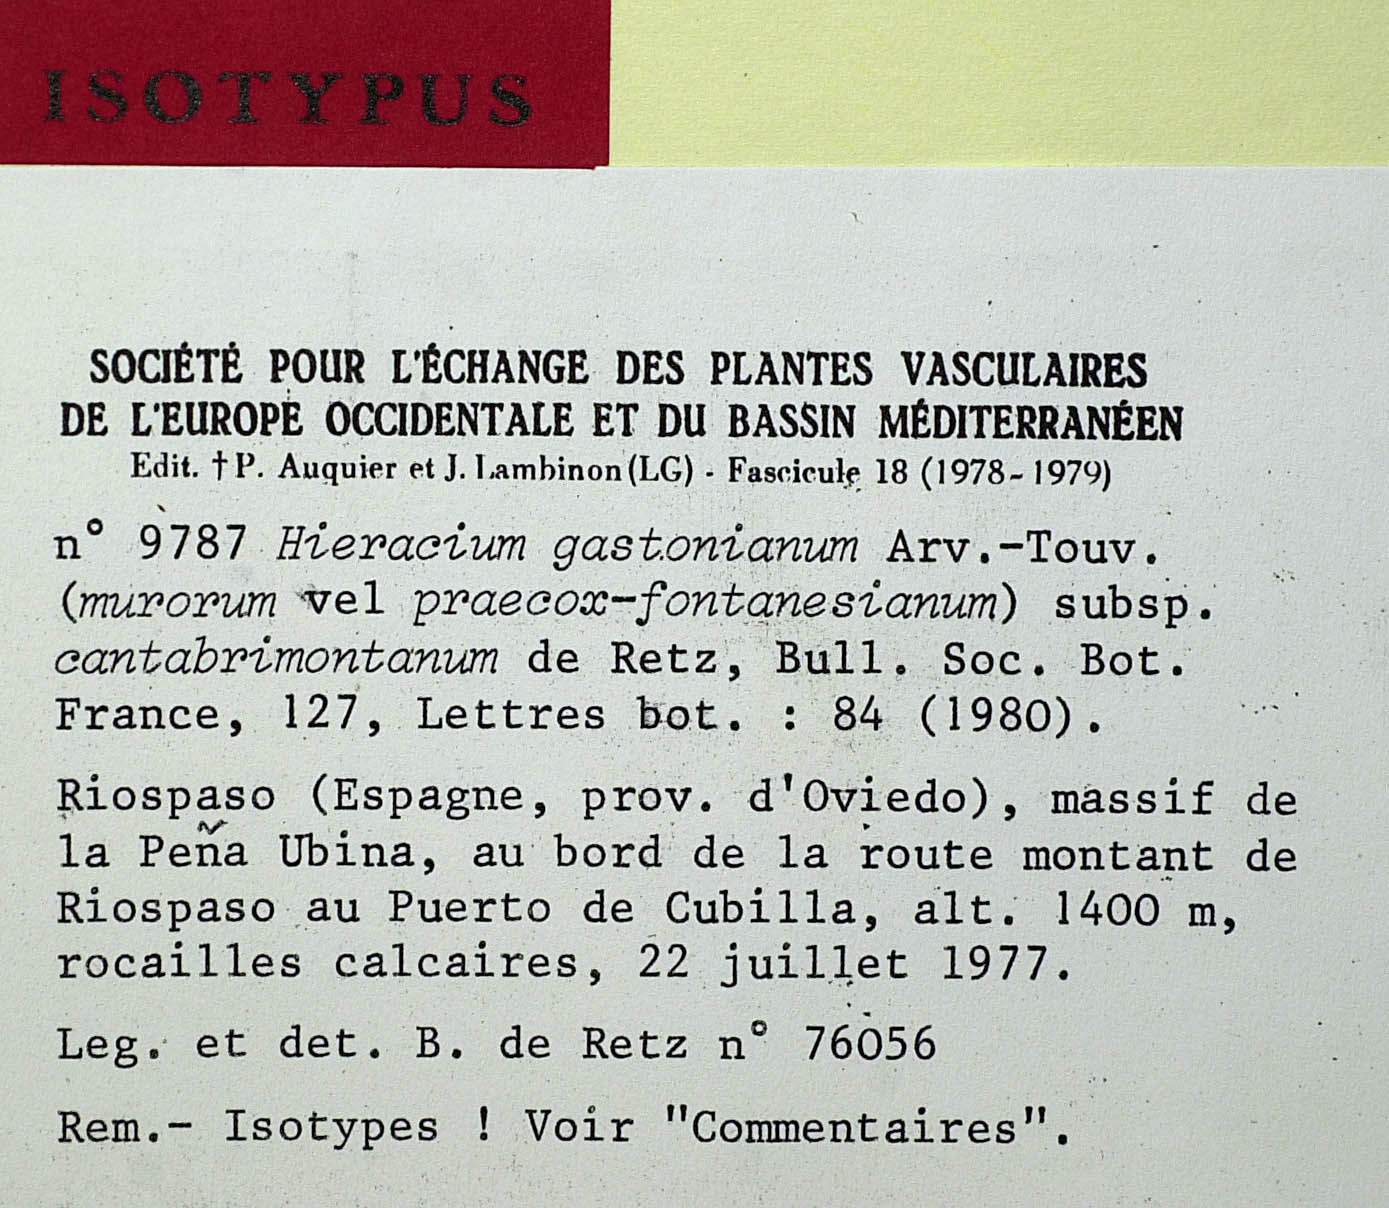 ISOTYPUS
SOCIÉTÉ POUR L'ÉCHANGE DES PLANTES VASCULAIRES
DE L'EUROPE OCCIDENTALE ET DU BASSIN MÉDITERRANÉEN
Edit. †P. Auquier et J. Lambinon (LG) - Fascicule 18 (1978-1979)
n° 9787 Hieracium gastonianum Arv.-Touv.
(murorum vel praecox-fontanesianum) subsp.
cantabrimontanum de Retz, Bull. Soc. Bot.
France, 127, Lettres bot. : 84 (1980).
Riospaso (Espagne, prov. d'Oviedo), massif de
la Peña Ubina, au bord de la route montant de
Riospaso au Puerto de Cubilla, alt. 1400 m,
rocailles calcaires, 22 juillet 1977.
Leg. et det. B. de Retz n° 76056
Rem.- Isotypes ! Voir "Commentaires".